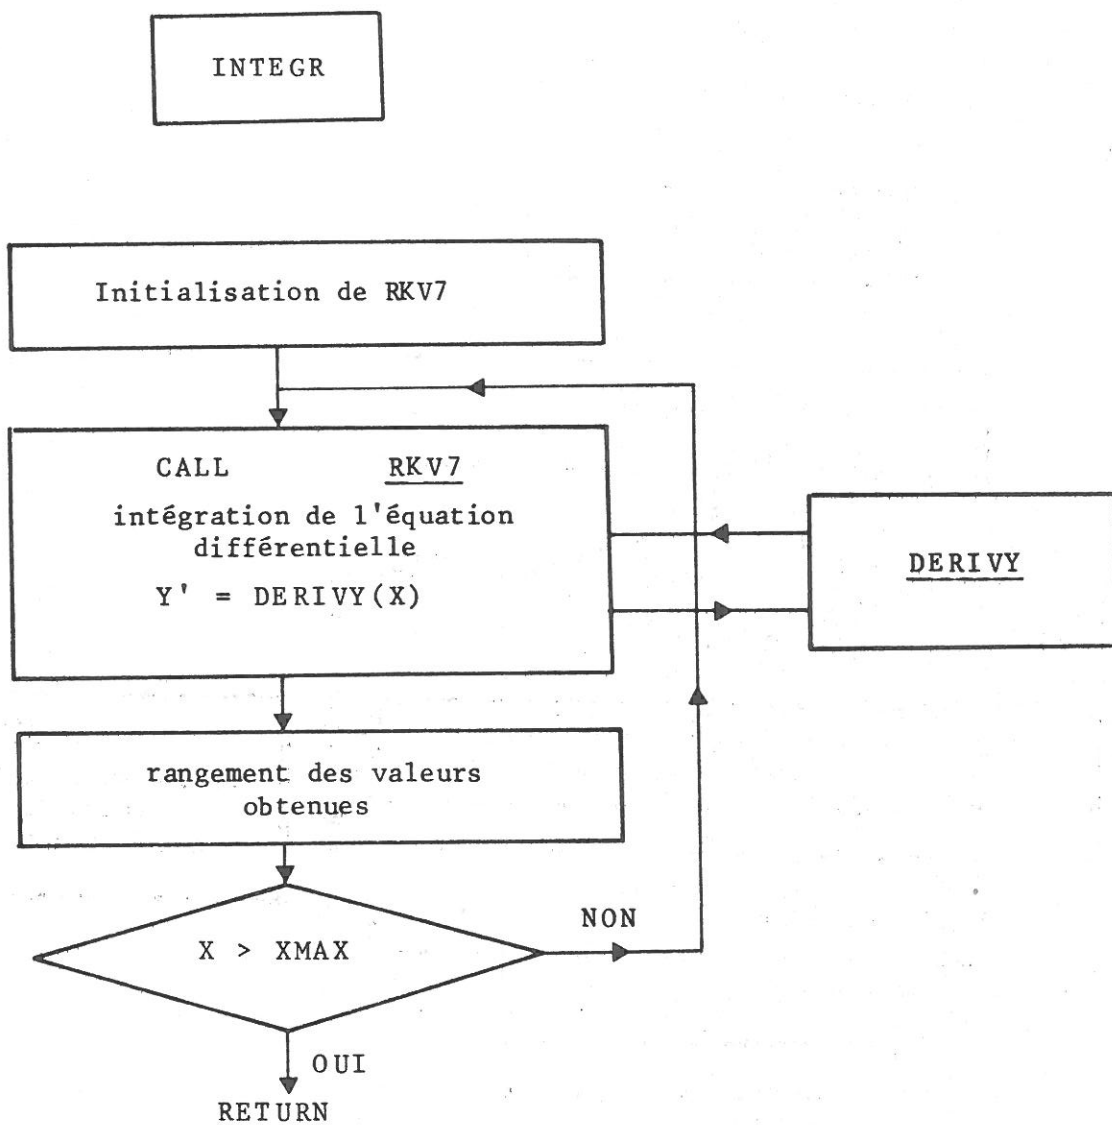 INTEGR
Initialisation de RKV7
CALL RKV7
intégration de l'équation
différentielle
Y' = DERIVY(X)
DERIVY
rangement des valeurs
obtenues
X > XMAX
NON
OUI
RETURN